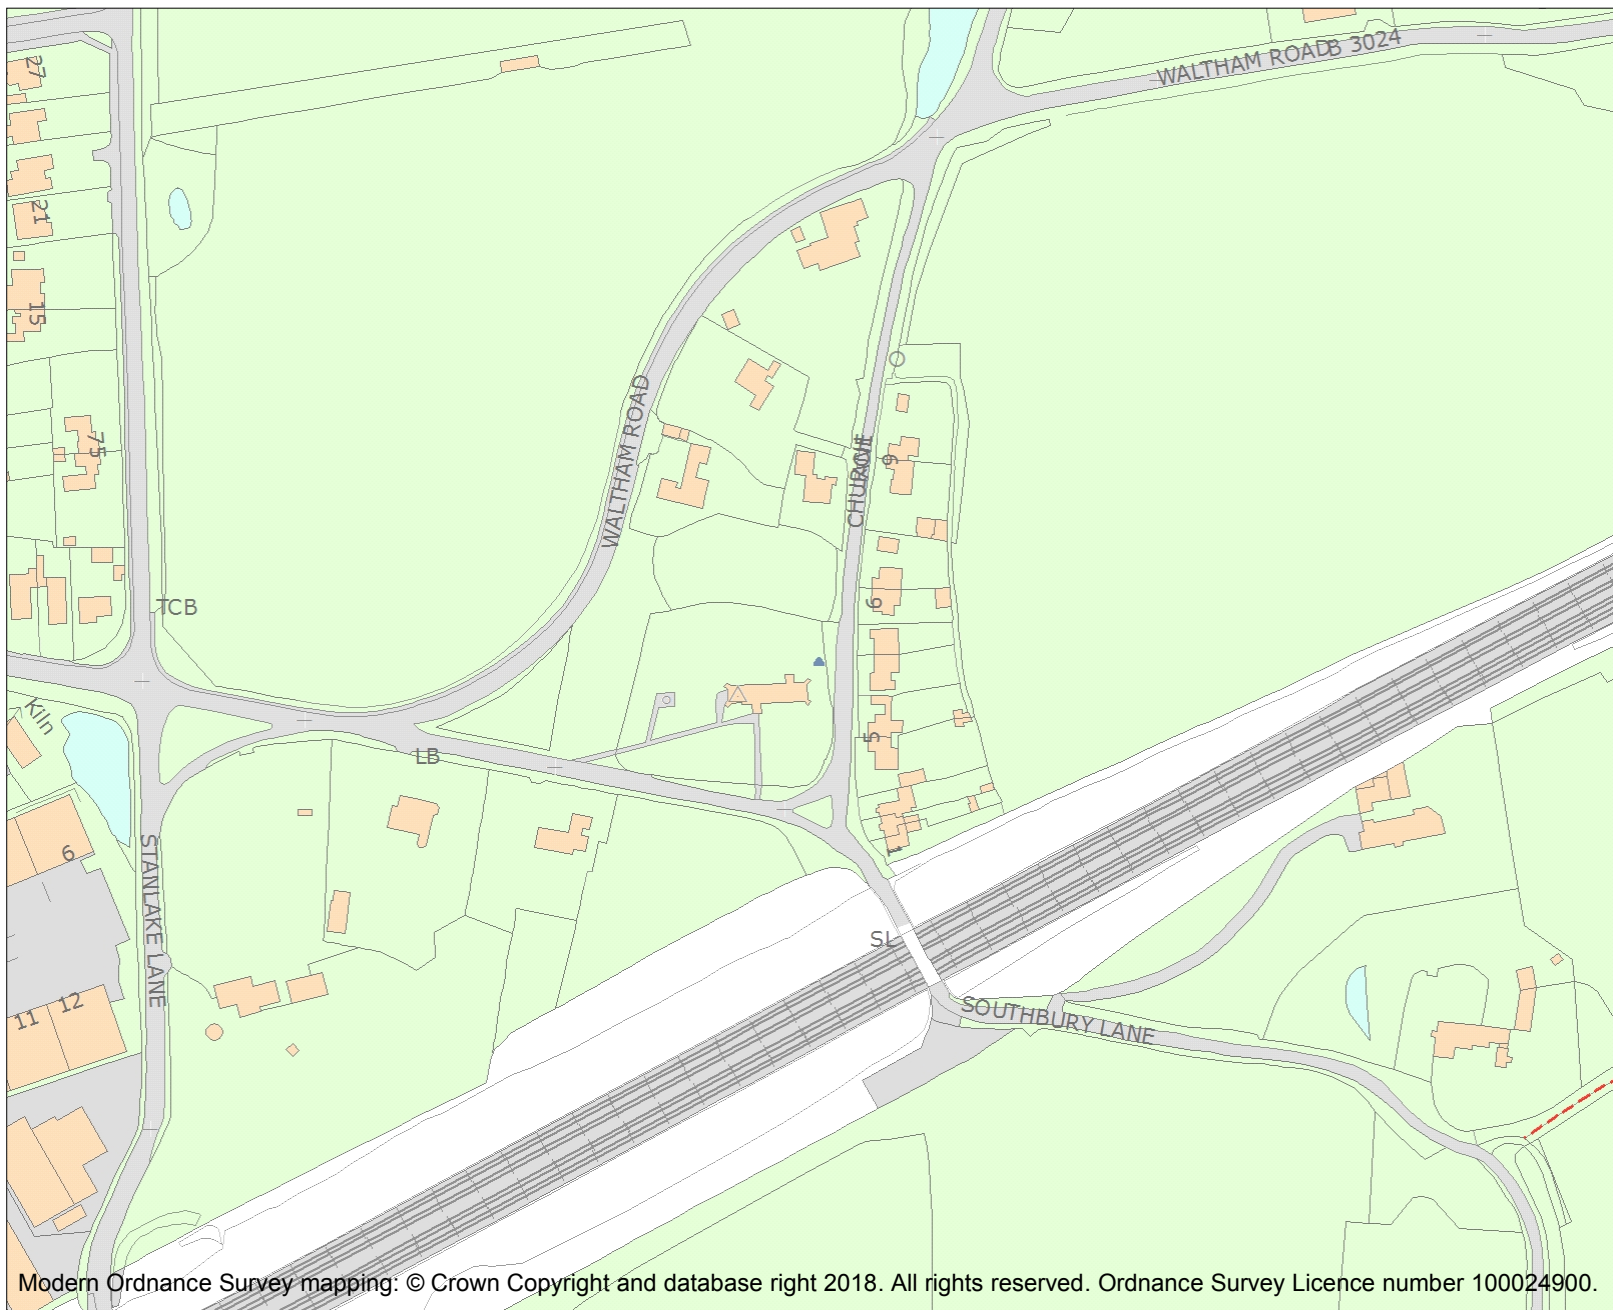 WALTHAM ROAD
B 3024
27
21
15
WALTHAM ROAD
75
CHURCH
9
TCB
6
Kiln
5
LB
STANLAKE LANE
6
1
SL
12
11
SOUTHBURY LANE
Modern Ordnance Survey mapping: © Crown Copyright and database right 2018. All rights reserved. Ordnance Survey Licence number 100024900.